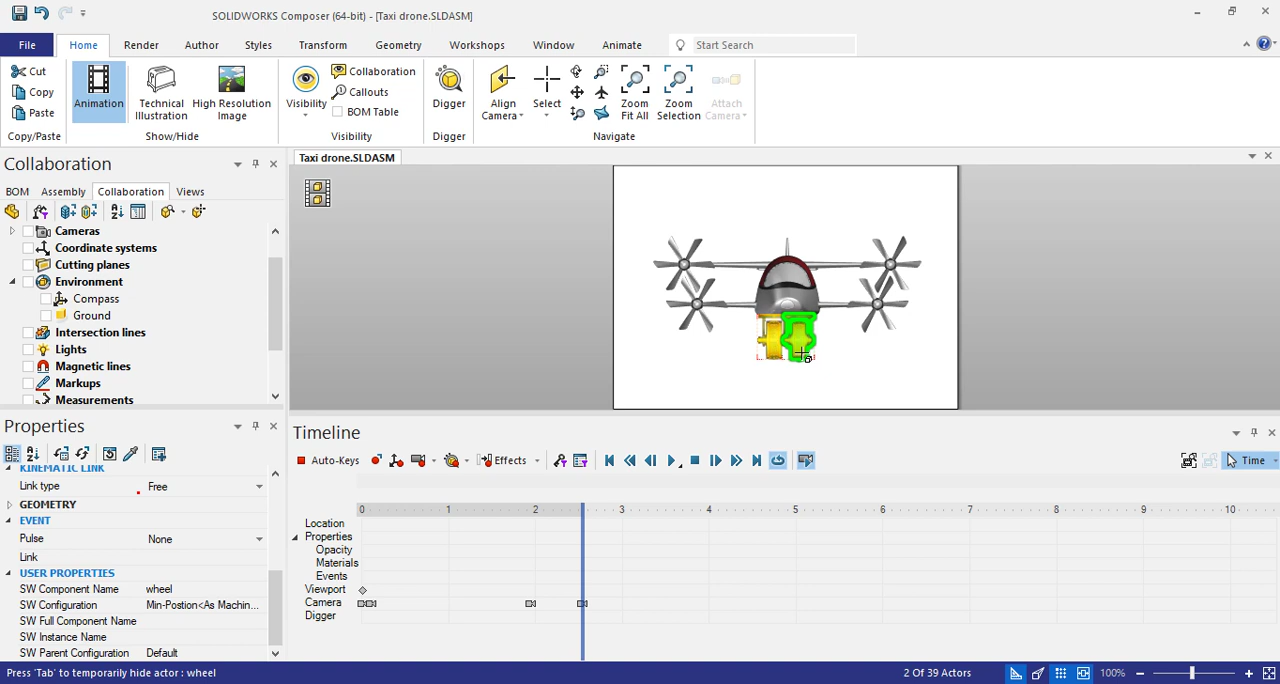 SOLIDWORKS Composer (64-bit) - [Taxi drone.SLDASM]
File Home Render Author Styles Transform Geometry Workshops Window Animate Start Search
Cut
Copy
Paste
Copy/Paste
Animation
Technical Illustration
High Resolution Image
Show/Hide
Visibility
Collaboration
Callouts
BOM Table
Visibility
Digger
Digger
Align Camera
Select
Zoom Fit All
Zoom Selection
Attach Camera
Navigate
Collaboration
BOM Assembly Collaboration Views
Cameras
Coordinate systems
Cutting planes
Environment
Compass
Ground
Intersection lines
Lights
Magnetic lines
Markups
Measurements
Taxi drone.SLDASM
Properties
KINEMATIC LINK
Link type Free
GEOMETRY
EVENT
Pulse None
Link
USER PROPERTIES
SW Component Name wheel
SW Configuration Min-Postion<As Machin...
SW Full Component Name
SW Instance Name
SW Parent Configuration Default
Timeline
Auto-Keys Effects Time
0 1 2 3 4 5 6 7 8 9 10
Location
Properties
Opacity
Materials
Events
Viewport
Camera
Digger
Press 'Tab' to temporarily hide actor : wheel 2 Of 39 Actors 100%